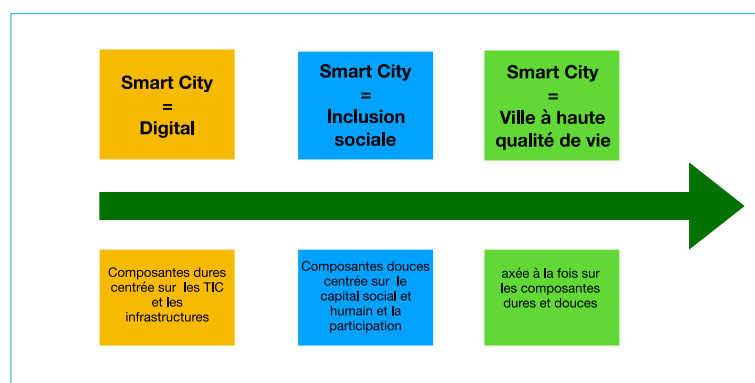 Smart City
=
Digital
Smart City
=
Inclusion
sociale
Smart City
=
Ville à haute
qualité de vie
Composantes dures
centrée sur les TIC
et les
infrastructures
Composantes douces
centrée sur le
capital social et
humain et la
participation
axée à la fois sur
les composantes
dures et douces